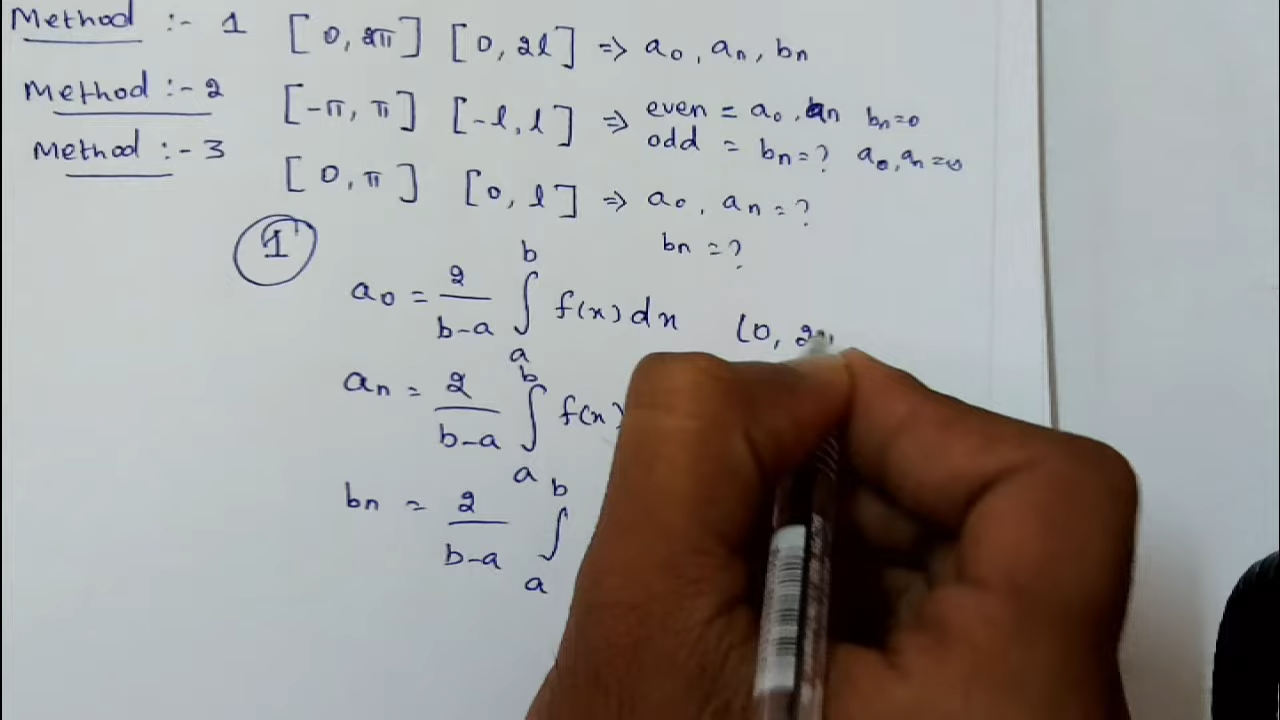 Method :- 1 [0, 2π] [0, 2l] ⇒ a₀, aₙ, bₙ
Method :- 2 [-π, π] [-l, l] ⇒ even = a₀, aₙ bₙ=0
odd = bₙ=? a₀, aₙ=0
Method :- 3 [0, π] [0, l] ⇒ a₀, aₙ=?
bₙ=?
1
a₀ = 2/(b-a) ∫ₐᵇ f(x) dx (0, 2
aₙ = 2/(b-a) ∫ₐᵇ f(x)
bₙ = 2/(b-a) ∫ₐᵇ